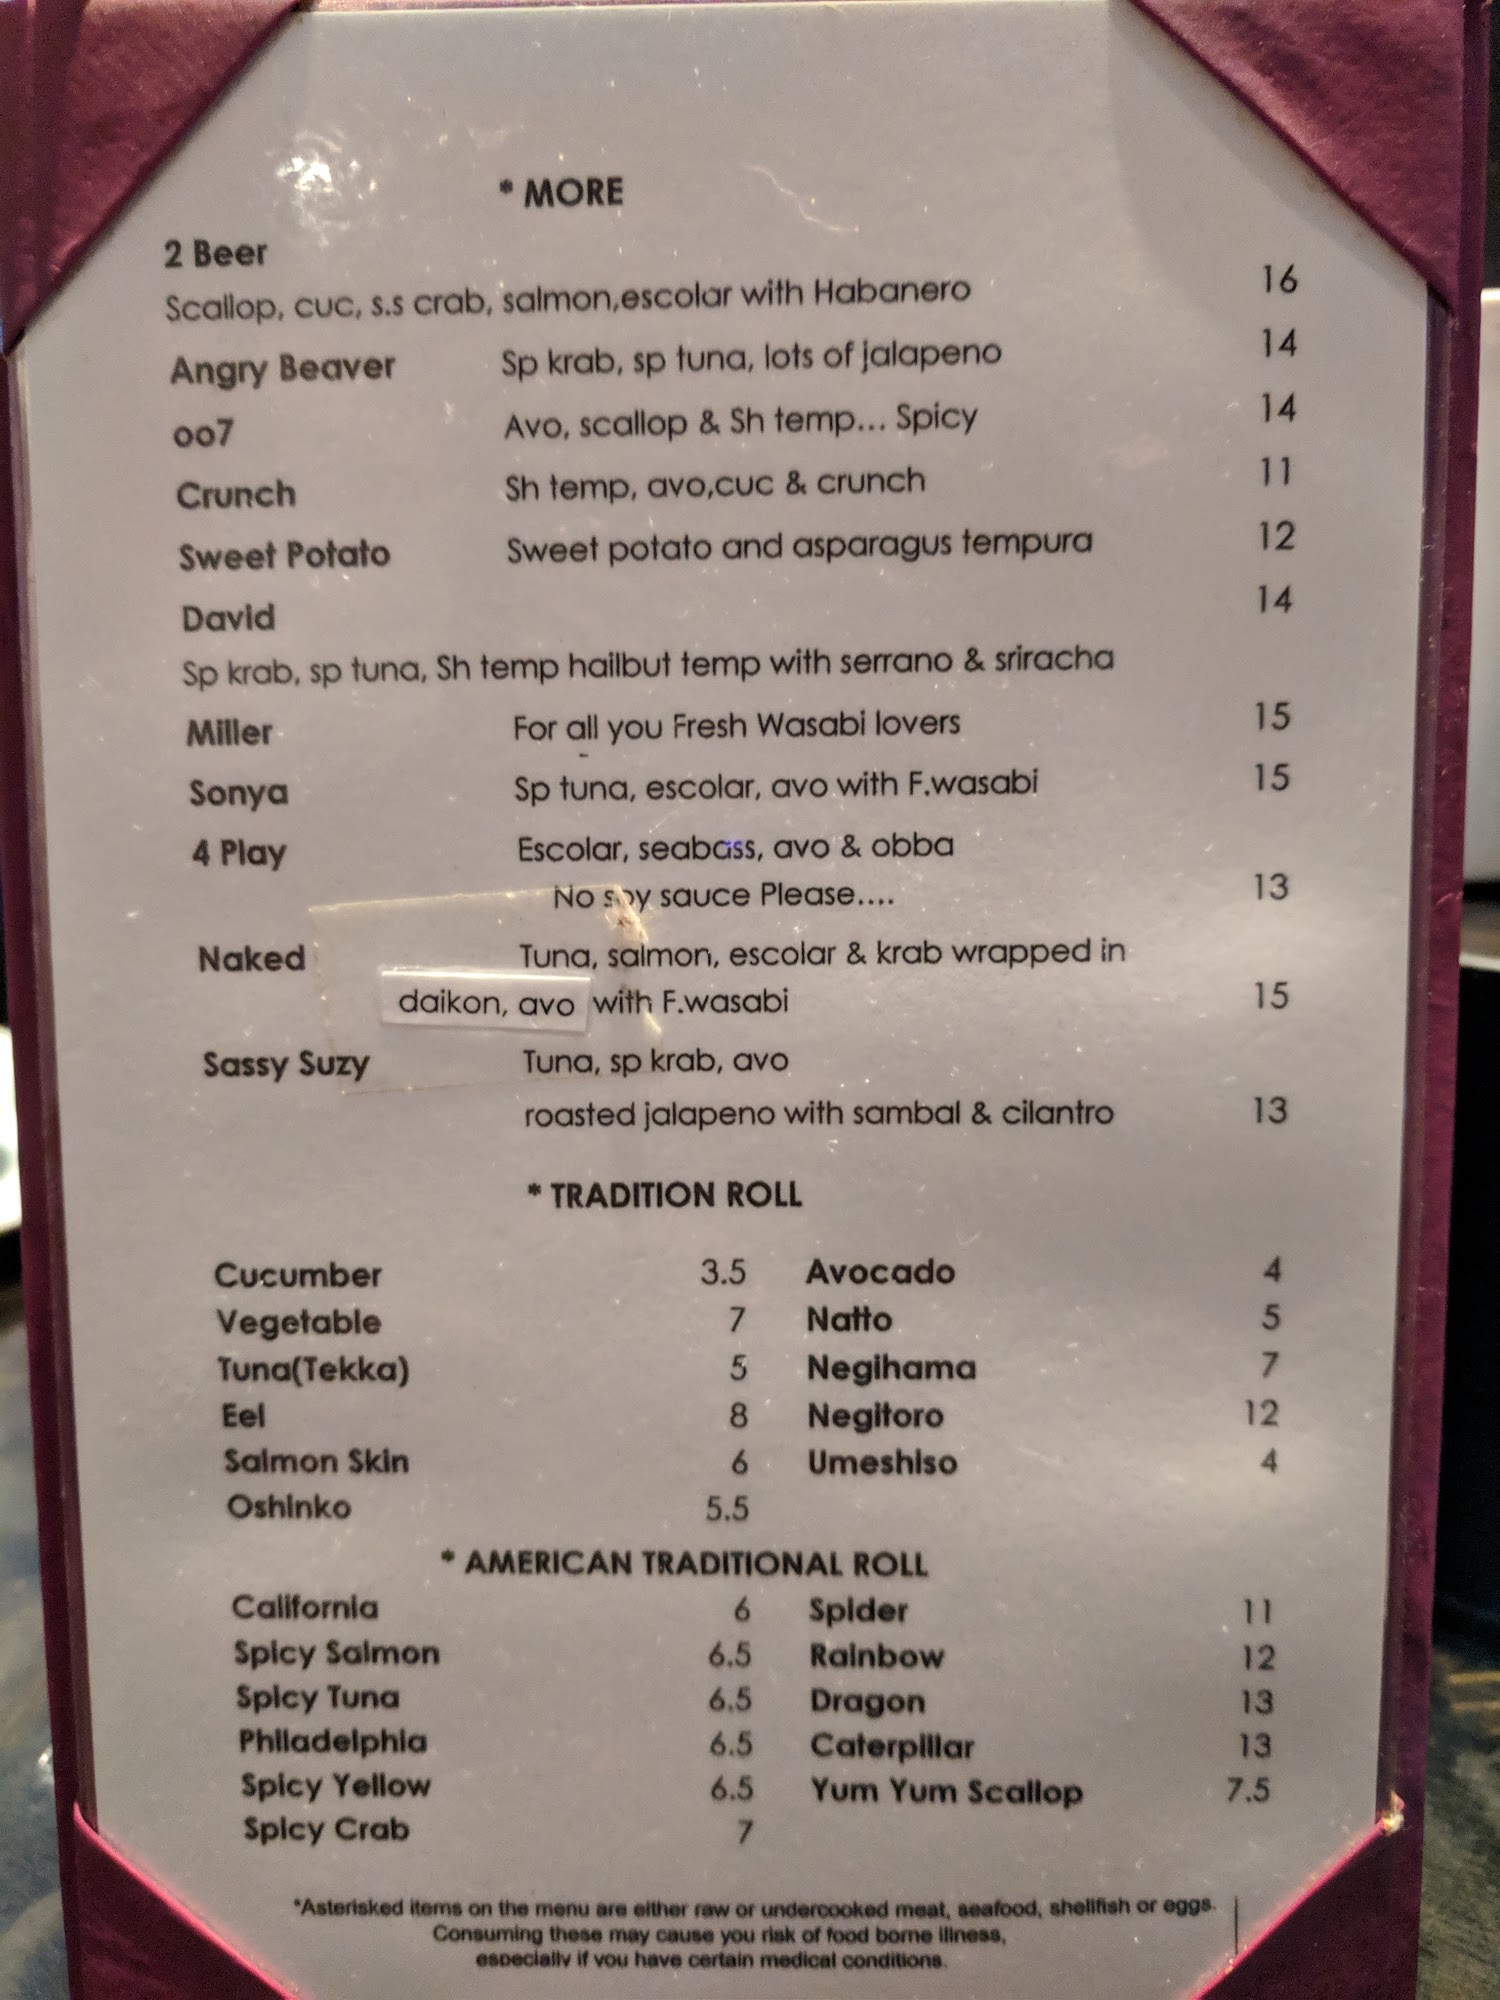 * MORE
2 Beer
Scallop, cuc, s.s crab, salmon,escolar with Habanero 16
Angry Beaver Sp krab, sp tuna, lots of jalapeno 14
oo7 Avo, scallop & Sh temp... Spicy 14
Crunch Sh temp, avo,cuc & crunch 11
Sweet Potato Sweet potato and asparagus tempura 12
David 14
Sp krab, sp tuna, Sh temp hailbut temp with serrano & sriracha
Miller For all you Fresh Wasabi lovers 15
Sonya Sp tuna, escolar, avo with F.wasabi 15
4 Play Escolar, seabass, avo & obba
No soy sauce Please.... 13
Naked Tuna, salmon, escolar & krab wrapped in
daikon, avo with F.wasabi 15
Sassy Suzy Tuna, sp krab, avo
roasted jalapeno with sambal & cilantro 13
* TRADITION ROLL
Cucumber 3.5 Avocado 4
Vegetable 7 Natto 5
Tuna(Tekka) 5 Negihama 7
Eel 8 Negitoro 12
Salmon Skin 6 Umeshiso 4
Oshinko 5.5
* AMERICAN TRADITIONAL ROLL
California 6 Spider 11
Spicy Salmon 6.5 Rainbow 12
Spicy Tuna 6.5 Dragon 13
Philadelphia 6.5 Caterpillar 13
Spicy Yellow 6.5 Yum Yum Scallop 7.5
Spicy Crab 7
*Asterisked items on the menu are either raw or undercooked meat, seafood, shellfish or eggs.
Consuming these may cause you risk of food borne illness,
especially if you have certain medical conditions.